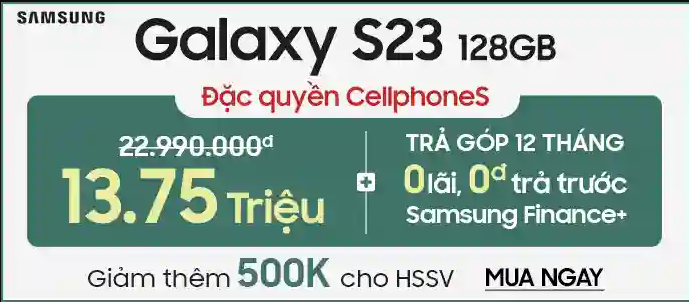 SAMSUNG
Galaxy S23 128GB
Đặc quyền CellphoneS
22.990.000đ
13.75 Triệu
+
TRẢ GÓP 12 THÁNG
0 lãi, 0đ trả trước
Samsung Finance+
Giảm thêm 500K cho HSSV MUA NGAY